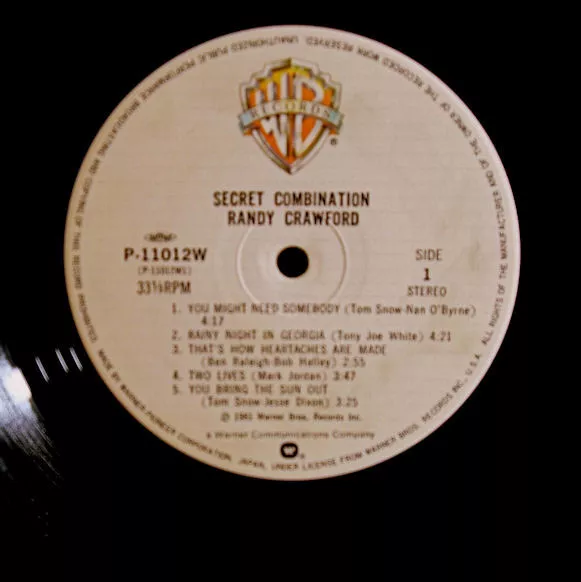 UNAUTHORIZED PUBLIC PERFORMANCE BROADCASTING AND COPYING OF THIS RECORD PROHIBITED. ALL RIGHTS OF THE MANUFACTURER AND OF THE OWNER OF THE RECORDED WORK RESERVED.
WB
RECORDS
®
SECRET COMBINATION
RANDY CRAWFORD
P-11012W
(P-11012W1)
33⅓RPM
SIDE
1
STEREO
1. YOU MIGHT NEED SOMEBODY (Tom Snow-Nan O'Byrne)
4:17
2. RAINY NIGHT IN GEORGIA (Tony Joe White) 4:21
3. THAT'S HOW HEARTACHES ARE MADE
(Ben Raleigh-Bob Halley) 2:55
4. TWO LIVES (Mark Jordan) 3:47
5. YOU BRING THE SUN OUT
(Tom Snow-Jesse Dixon) 3:25
1981 Warner Bros. Records Inc.
a Warner Communications Company
MADE BY WARNER-PIONEER CORPORATION, JAPAN, UNDER LICENSE FROM WARNER BROS. RECORDS INC., U.S.A.